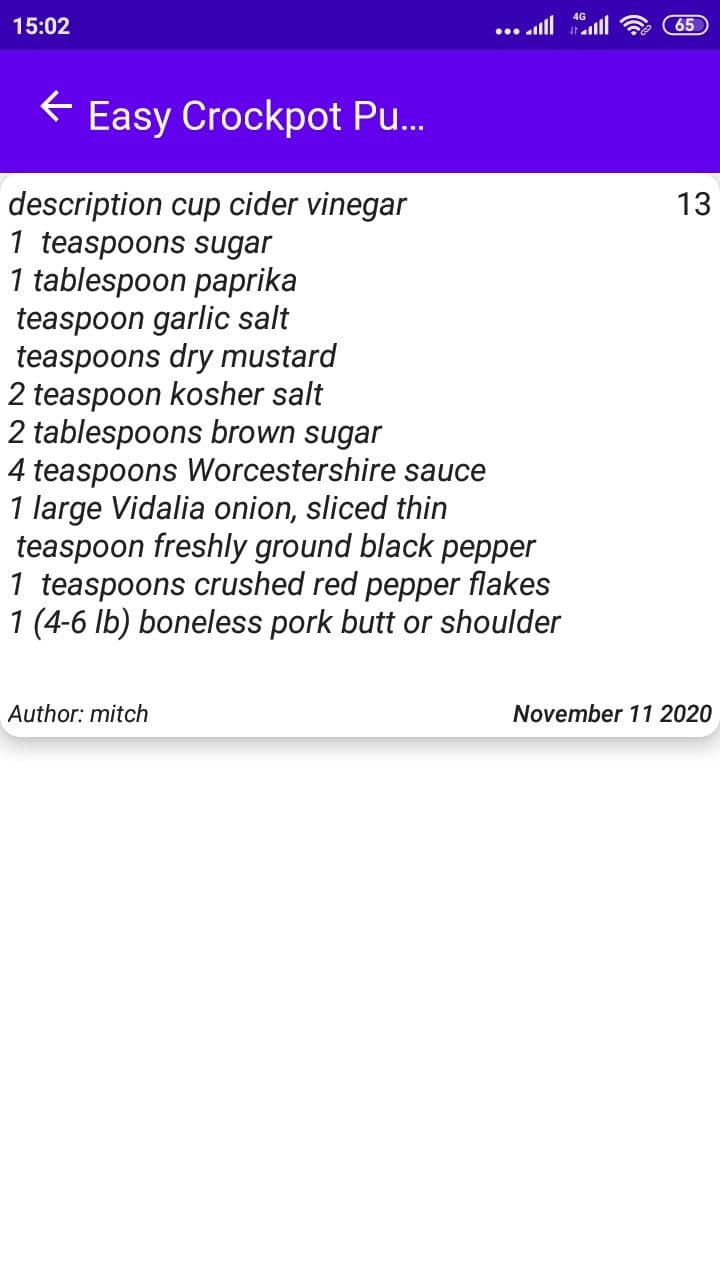 15:02
4G
65
Easy Crockpot Pu...
description cup cider vinegar 13
1  teaspoons sugar
1 tablespoon paprika
teaspoon garlic salt
teaspoons dry mustard
2 teaspoon kosher salt
2 tablespoons brown sugar
4 teaspoons Worcestershire sauce
1 large Vidalia onion, sliced thin
teaspoon freshly ground black pepper
1  teaspoons crushed red pepper flakes
1 (4-6 lb) boneless pork butt or shoulder
Author: mitch November 11 2020